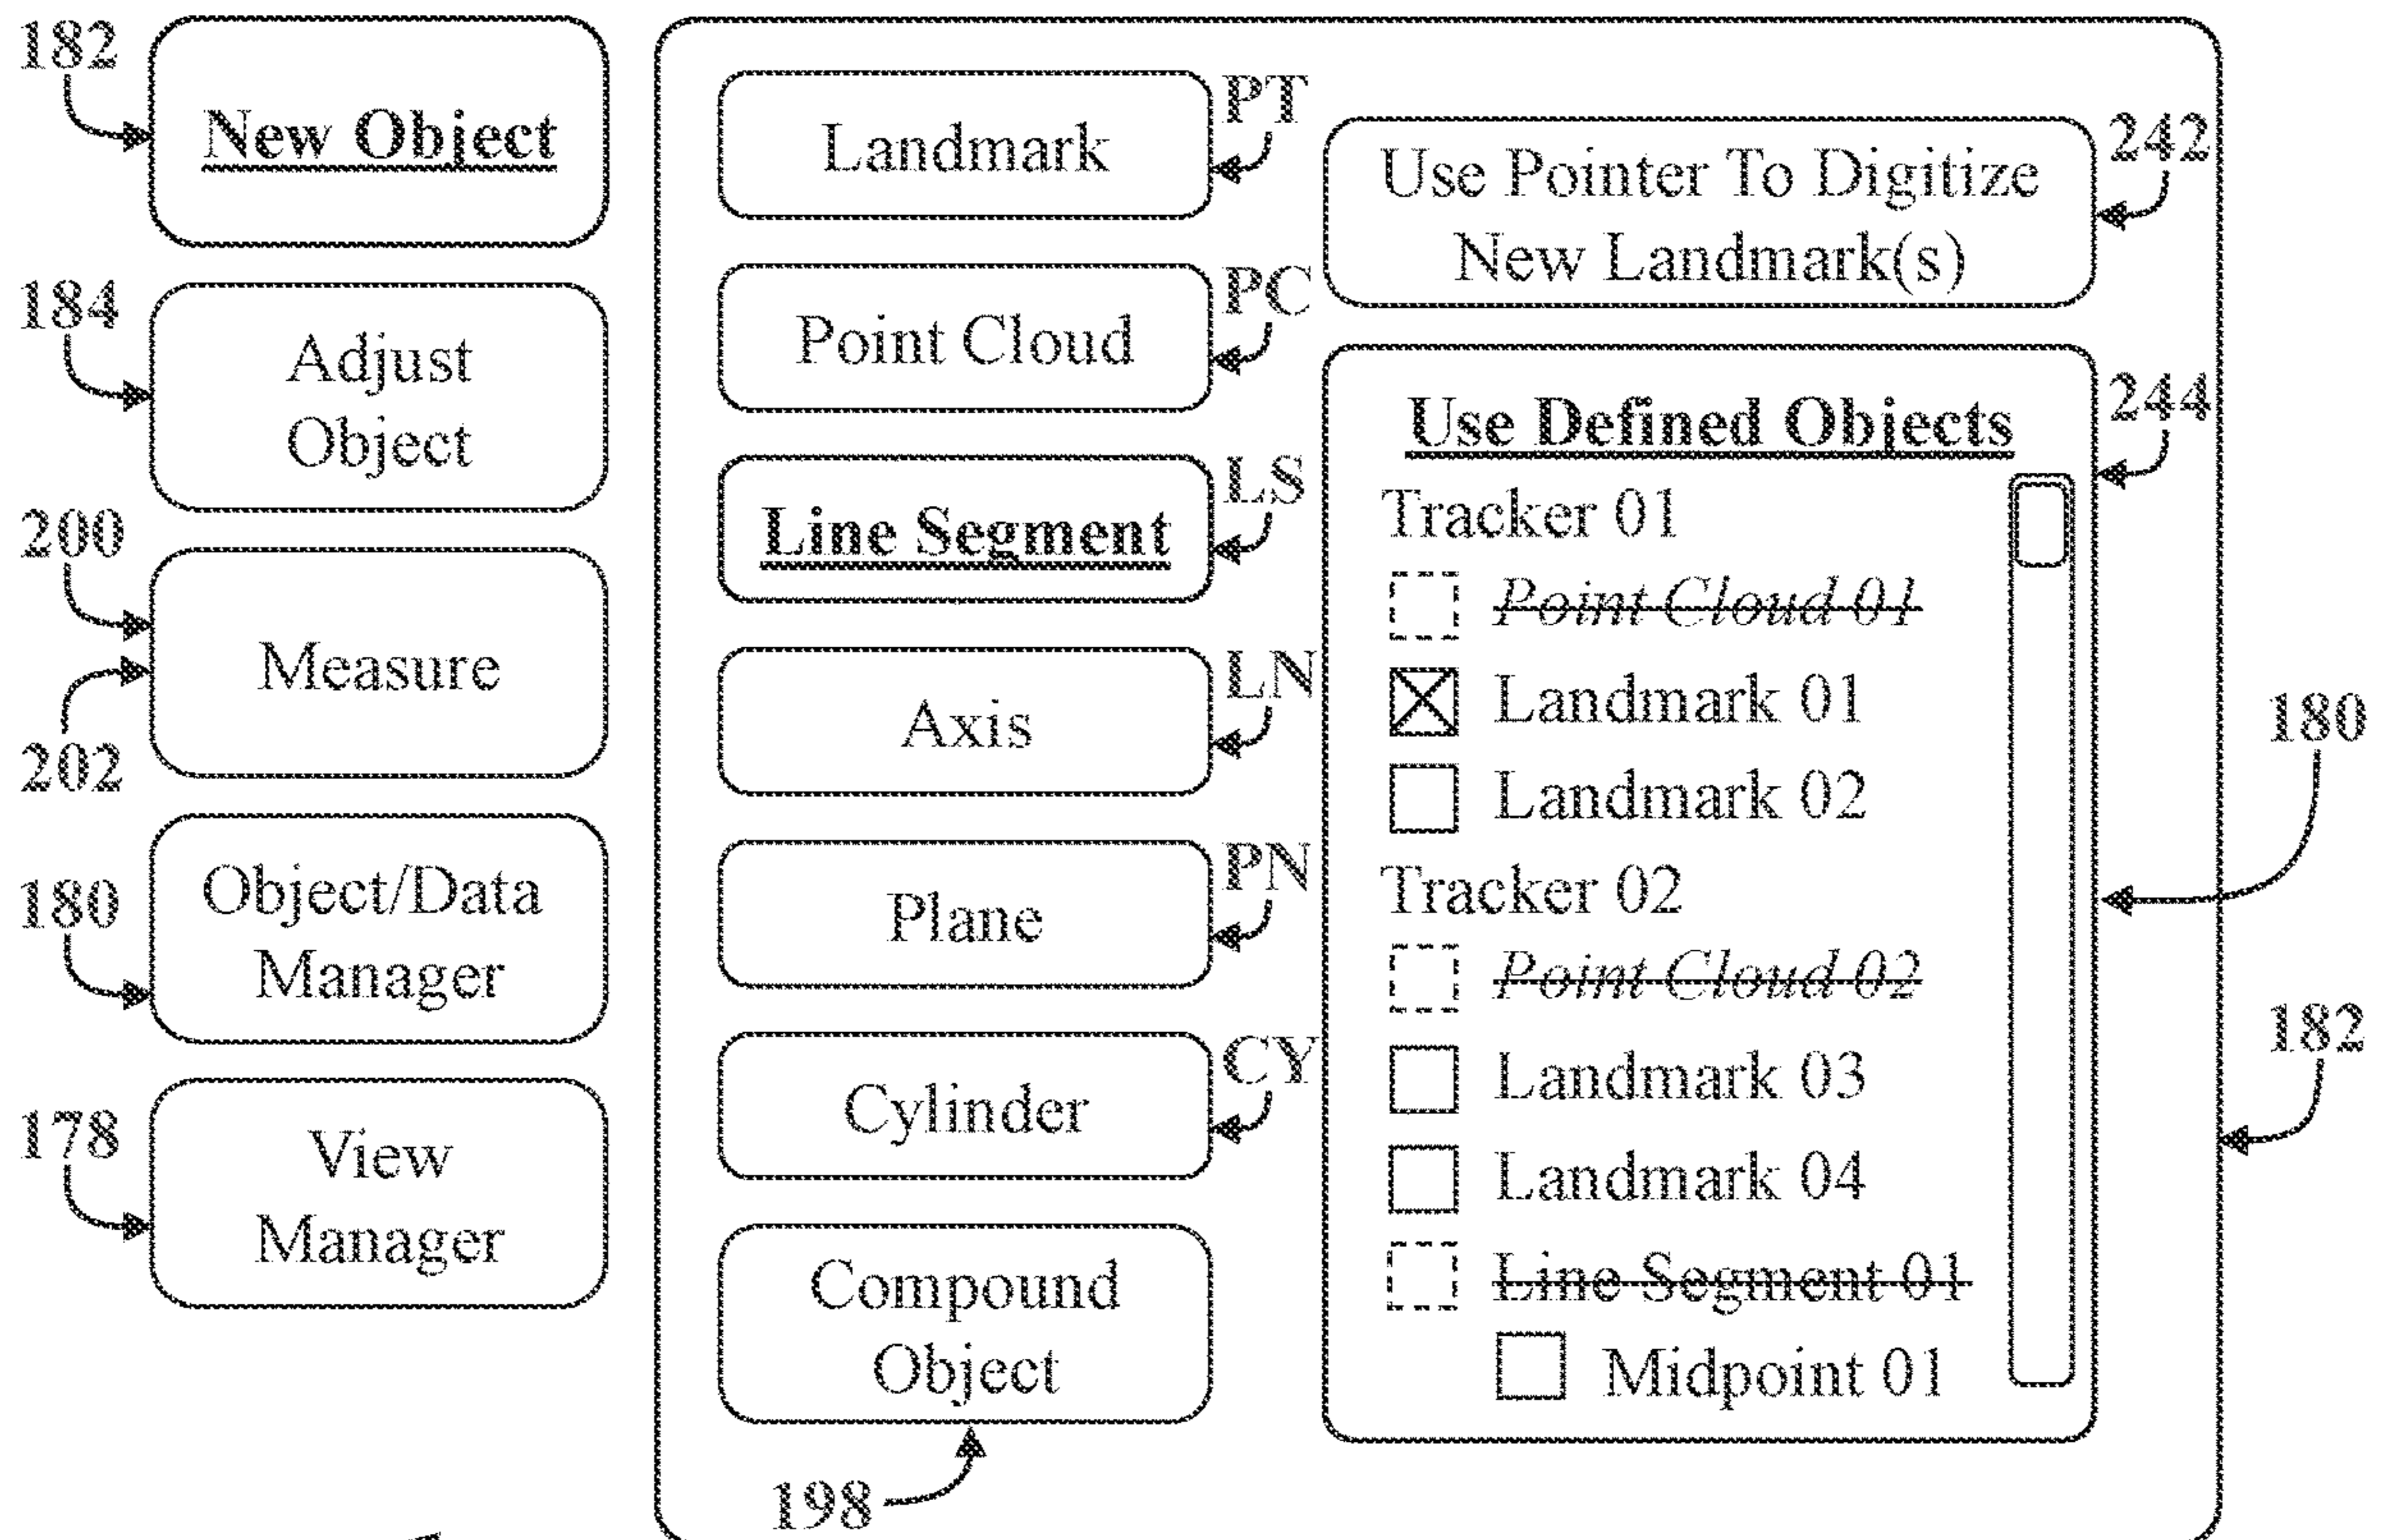 182
New Object
184
Adjust
Object
200
Measure
202
180
Object/Data
Manager
178
View
Manager
Landmark
PT
Point Cloud
PC
Line Segment
LS
Axis
LN
Plane
PN
Cylinder
CY
Compound
Object
198
Use Pointer To Digitize
New Landmark(s)
242
Use Defined Objects
244
Tracker 01
Point Cloud 01
Landmark 01
Landmark 02
Tracker 02
Point Cloud 02
Landmark 03
Landmark 04
Line Segment 01
Midpoint 01
180
182